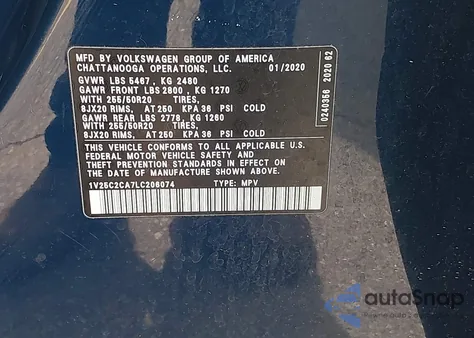 MFD. BY VOLKSWAGEN GROUP OF AMERICA
CHATTANOOGA OPERATIONS, LLC. 01/2020
GVWR LBS 5467, KG 2480
GAWR FRONT LBS 2800 , KG 1270
WITH 255/50R20 TIRES,
8JX20 RIMS, AT 250 KPA 36 PSI COLD
GAWR REAR LBS 2778, KG 1260
WITH 255/50R20 TIRES,
8JX20 RIMS, AT 250 KPA 36 PSI COLD
THIS VEHICLE CONFORMS TO ALL APPLICABLE U.S.
FEDERAL MOTOR VEHICLE SAFETY AND
THEFT PREVENTION STANDARDS IN EFFECT ON
THE DATE OF MANUFACTURE SHOWN ABOVE.
1V25C2CA7LC206074 TYPE: MPV
0240356 2020 62
autoSnap